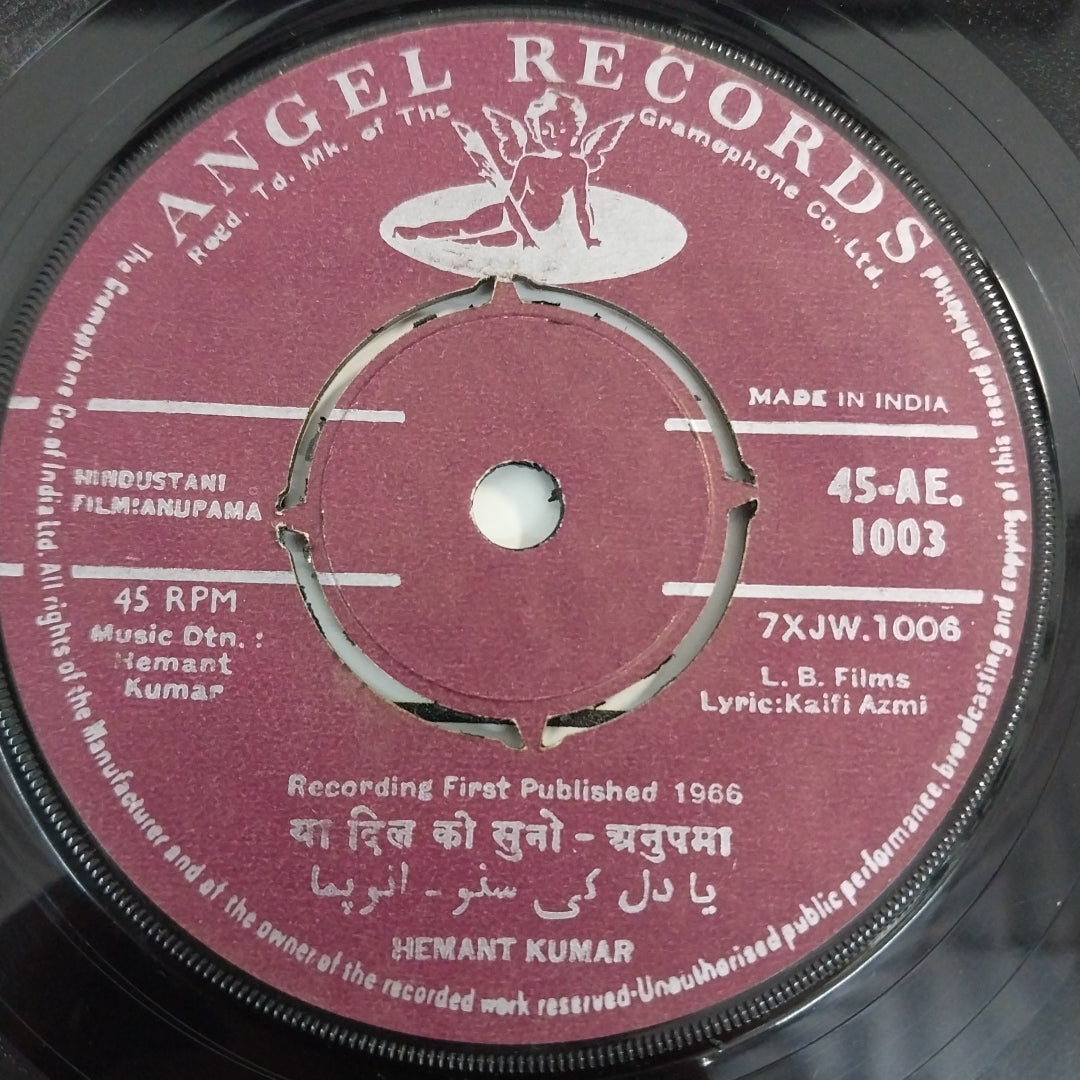 ANGEL RECORDS
Regd. Td. Mk. of The Gramophone Co., Ltd.
MADE IN INDIA
HINDUSTANI
FILM:ANUPAMA
45-AE.
1003
45 RPM
Music Dtn. :
Hemant
Kumar
7XJW.1006
L. B. Films
Lyric:Kaifi Azmi
Recording First Published 1966
या दिल की सुनो - अनुपमा
یا دل کی سنو - انوپما
HEMANT KUMAR
The Gramophone Co. of India Ltd. All rights of the Manufacturer and of the owner of the recorded work reserved-Unauthorised public performance, broadcasting and copying of this record prohibited